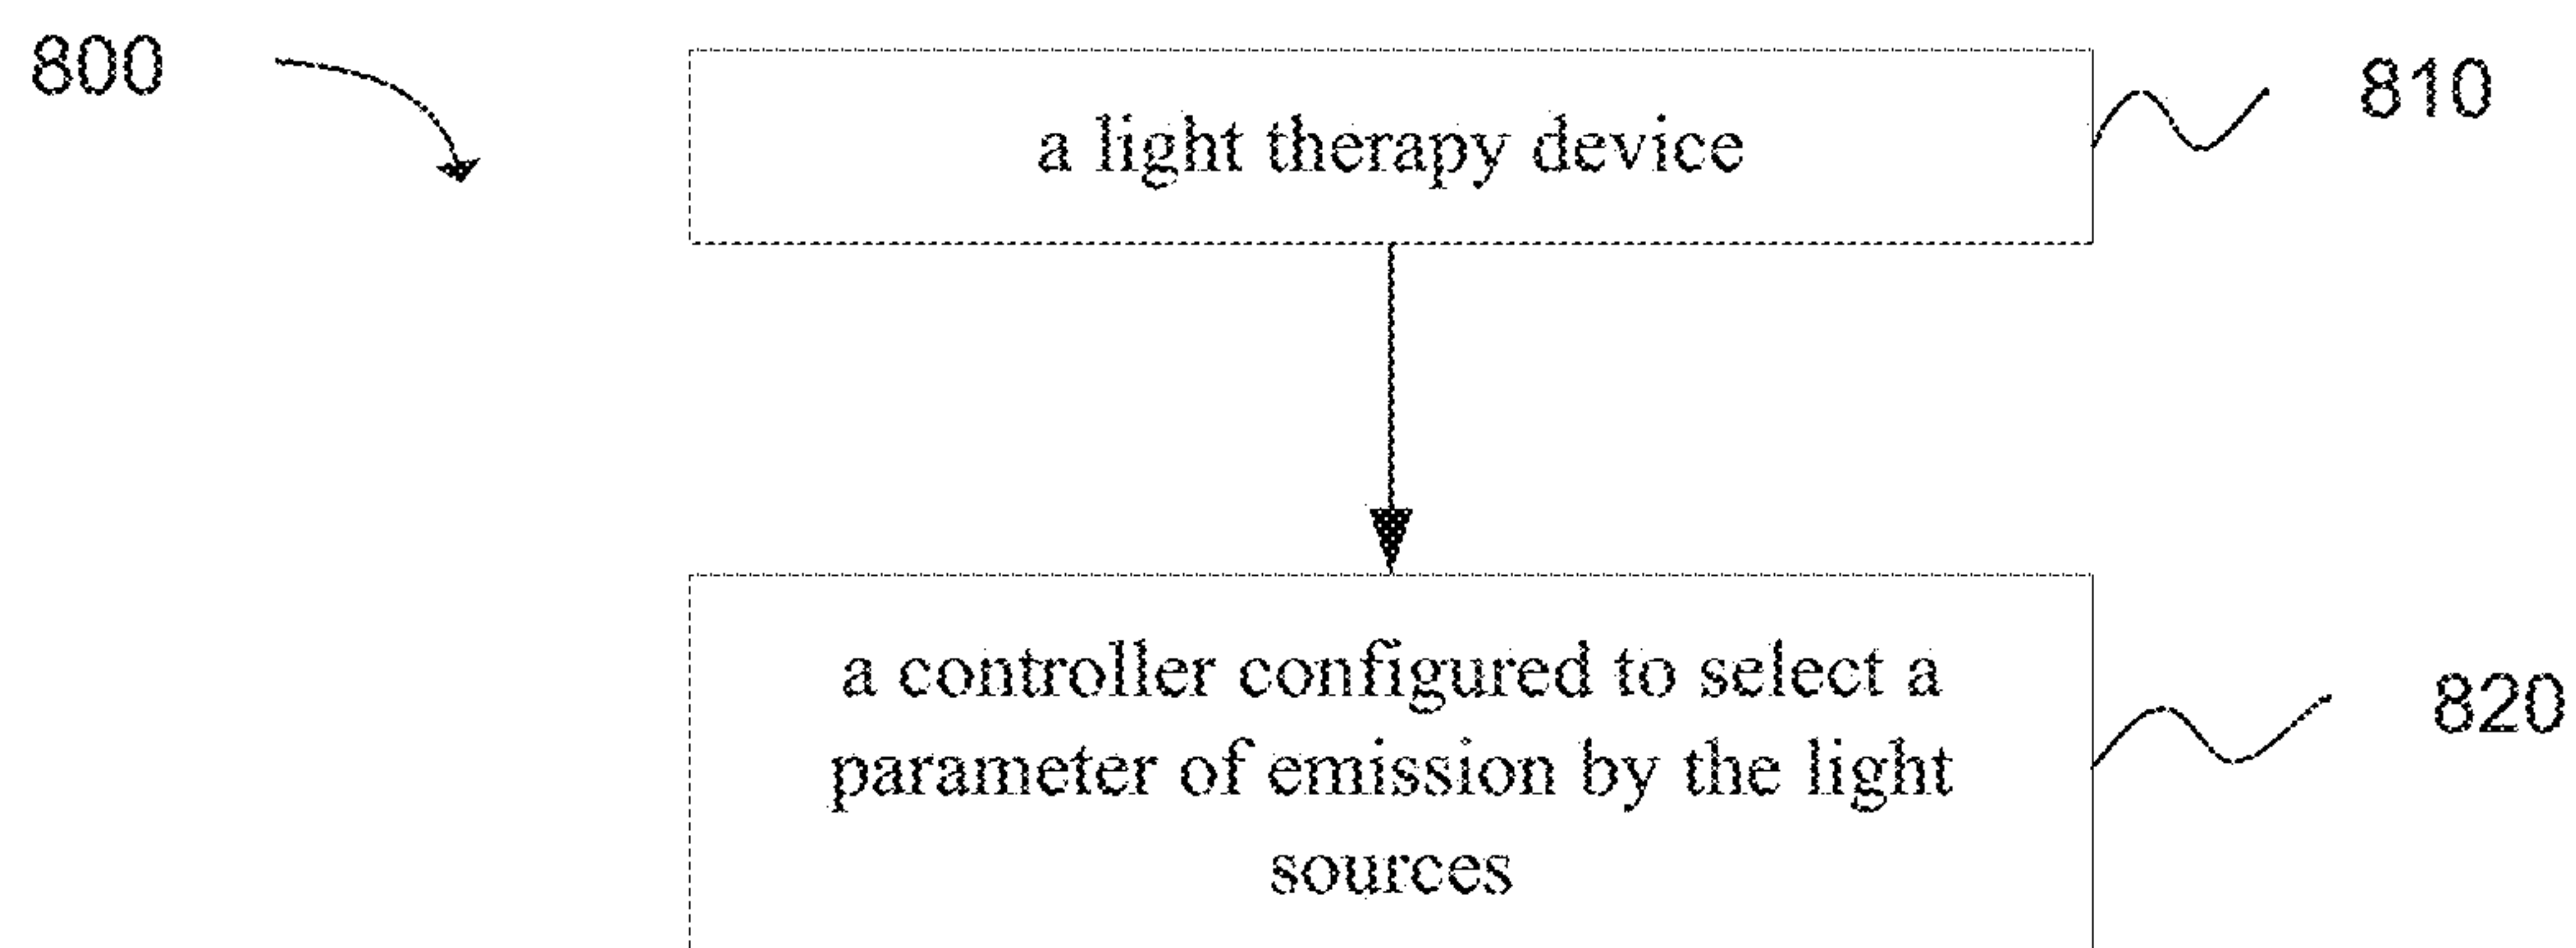 800
a light therapy device
810
a controller configured to select a
parameter of emission by the light
sources
820